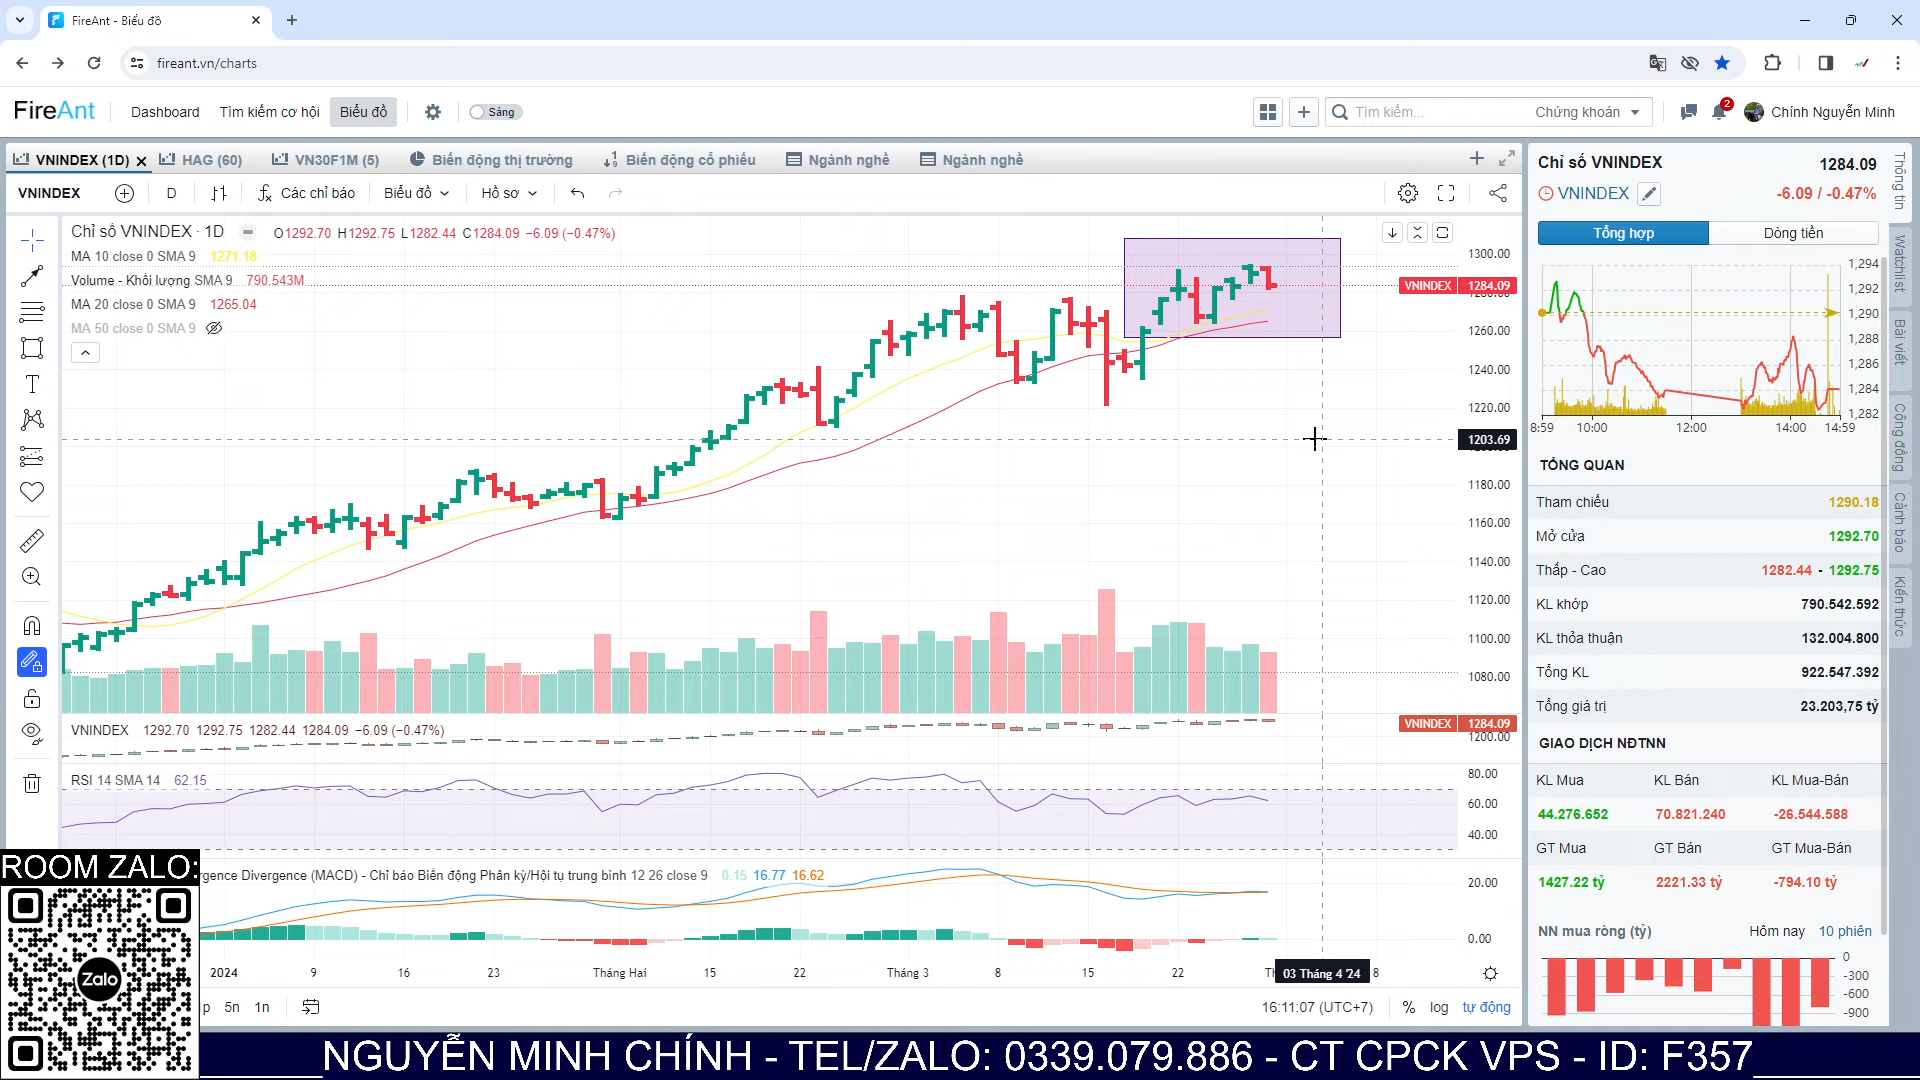 FireAnt - Biểu đồ
fireant.vn/charts
FireAnt
Dashboard
Tìm kiếm cơ hội
Biểu đồ
Sáng
Tìm kiếm...
Chứng khoán
2
Chính Nguyễn Minh
VNINDEX (1D)
HAG (60)
VN30F1M (5)
Biến động thị trường
Biến động cổ phiếu
Ngành nghề
Ngành nghề
VNINDEX
D
Các chỉ báo
Biểu đồ
Hồ sơ
Chỉ số VNINDEX · 1D
O1292.70 H1292.75 L1282.44 C1284.09 −6.09 (−0.47%)
MA 10 close 0 SMA 9 1271.18
Volume - Khối lượng SMA 9 790.543M
MA 20 close 0 SMA 9 1265.04
MA 50 close 0 SMA 9
1300.00
VNINDEX 1284.09
1280.00
1260.00
1240.00
1220.00
1203.69
1180.00
1160.00
1140.00
1120.00
1100.00
1080.00
VNINDEX 1292.70 1292.75 1282.44 1284.09 −6.09 (−0.47%)
VNINDEX 1284.09
1200.00
RSI 14 SMA 14 62.15
80.00
60.00
40.00
rgence Divergence (MACD) - Chỉ báo Biến động Phân kỳ/Hội tụ trung bình 12 26 close 9 0.15 16.77 16.62
20.00
0.00
2024 9 16 23 Tháng Hai 15 22 Tháng 3 8 15 22 Th 03 Tháng 4 '24 8
5n 1n
16:11:07 (UTC+7) % log tự động
Chỉ số VNINDEX 1284.09
VNINDEX -6.09 / -0.47%
Tổng hợp Dòng tiền
1,294
1,292
1,290
1,288
1,286
1,284
1,282
8:59 10:00 12:00 14:00 14:59
TỔNG QUAN
Tham chiếu 1290.18
Mở cửa 1292.70
Thấp - Cao 1282.44 - 1292.75
KL khớp 790.542.592
KL thỏa thuận 132.004.800
Tổng KL 922.547.392
Tổng giá trị 23.203,75 tỷ
GIAO DỊCH NĐTNN
KL Mua KL Bán KL Mua-Bán
44.276.652 70.821.240 -26.544.588
GT Mua GT Bán GT Mua-Bán
1427.22 tỷ 2221.33 tỷ -794.10 tỷ
NN mua ròng (tỷ) Hôm nay 10 phiên
0
-300
-600
-900
Thông tin
Watchlist
Bài viết
Cộng đồng
Cảnh báo
Kiến thức
ROOM ZALO:
Zalo
NGUYỄN MINH CHÍNH - TEL/ZALO: 0339.079.886 - CT CPCK VPS - ID: F357